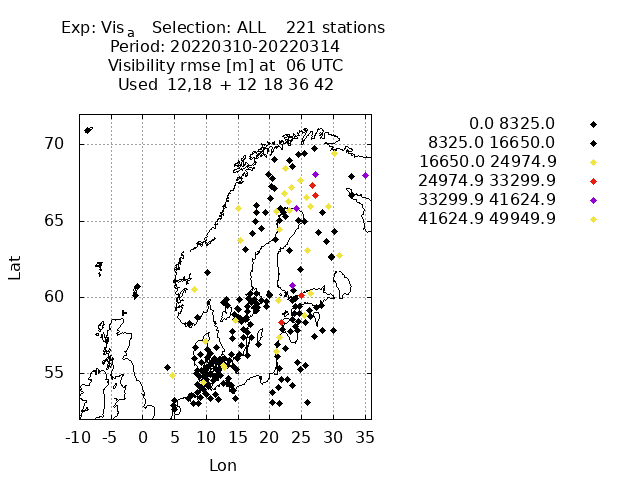 Exp: Vis a Selection: ALL 221 stations
Period: 20220310-20220314
Visibility rmse [m] at 06 UTC
Used 12,18 + 12 18 36 42
0.0 8325.0
8325.0 16650.0
16650.0 24974.9
24974.9 33299.9
33299.9 41624.9
41624.9 49949.9
70
65
60
55
Lat
-10 -5 0 5 10 15 20 25 30 35
Lon